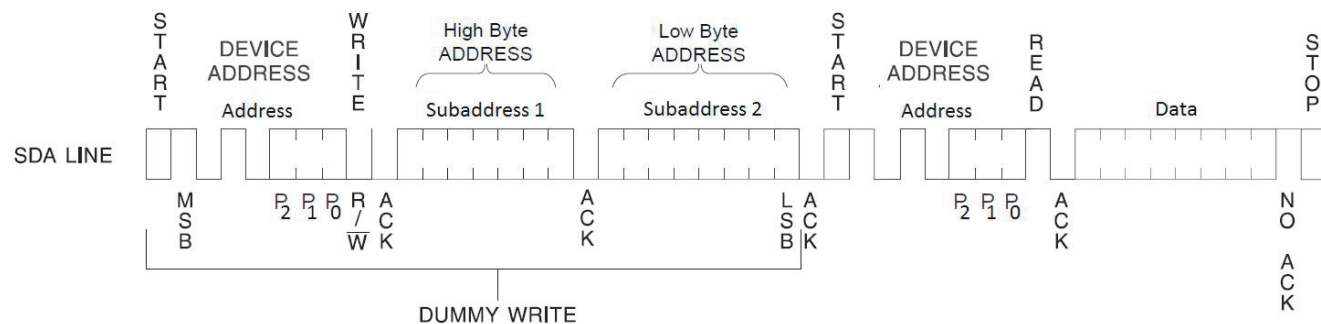 START
WRITE
START
READ
STOP
DEVICE
ADDRESS
High Byte
ADDRESS
Low Byte
ADDRESS
DEVICE
ADDRESS
Address
Subaddress 1
Subaddress 2
Address
Data
SDA LINE
MSB
P2 P1 P0
R/W
ACK
ACK
LSB
ACK
P2 P1 P0
ACK
NO ACK
DUMMY WRITE